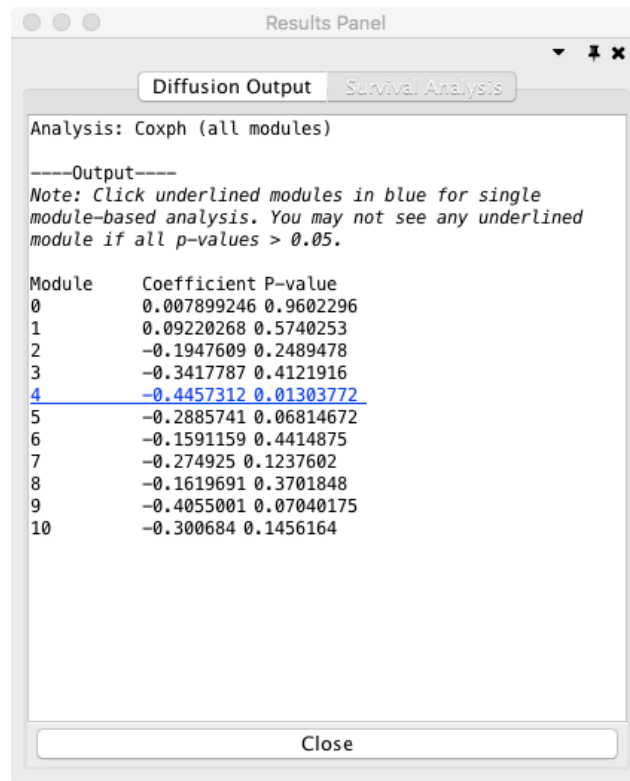 Results Panel
Diffusion Output Survival Analysis
Analysis: Coxph (all modules)
----Output----
Note: Click underlined modules in blue for single
module-based analysis. You may not see any underlined
module if all p-values > 0.05.
Module Coefficient P-value
0 0.007899246 0.9602296
1 0.09220268 0.5740253
2 -0.1947609 0.2489478
3 -0.3417787 0.4121916
4 -0.4457312 0.01303772
5 -0.2885741 0.06814672
6 -0.1591159 0.4414875
7 -0.274925 0.1237602
8 -0.1619691 0.3701848
9 -0.4055001 0.07040175
10 -0.300684 0.1456164
Close